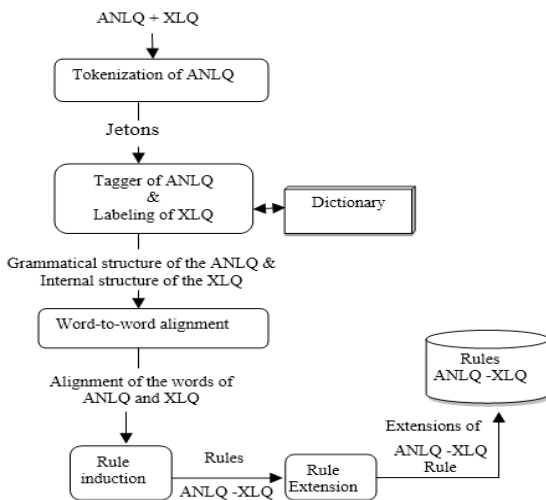 ANLQ + XLQ
Tokenization of ANLQ
Jetons
Tagger of ANLQ
&
Labeling of XLQ
Dictionary
Grammatical structure of the ANLQ &
Internal structure of the XLQ
Word-to-word alignment
Alignment of the words of
ANLQ and XLQ
Rule
induction
Rules
ANLQ -XLQ
Rule
Extension
Extensions of
ANLQ -XLQ
Rule
Rules
ANLQ -XLQ